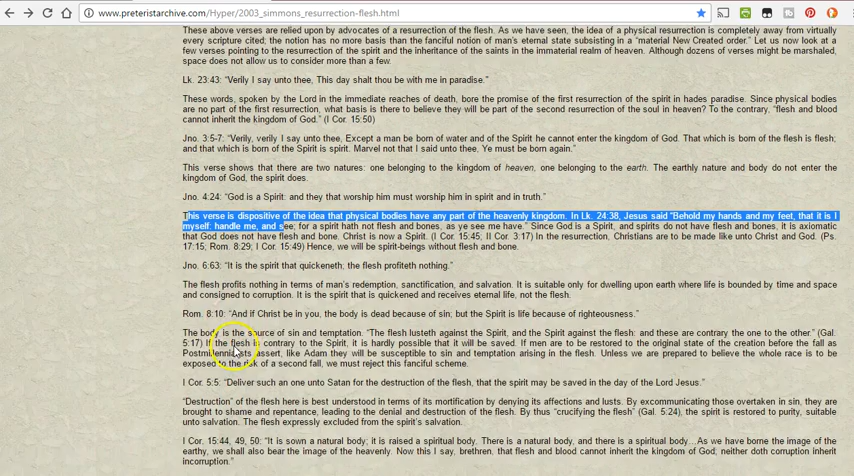 www.preteristarchive.com/Hyper/2003_simmons_resurrection-flesh.html
These above verses are relied upon by advocates of a resurrection of the flesh. As we have seen, the idea of a physical resurrection is completely away from virtually
every scripture cited; the notion has no more basis than the fanciful notion of man's eternal state subsisting in a "material New Created order." Let us now look at a
few verses pointing to the resurrection of the spirit and the inheritance of the saints in the immaterial realm of heaven. Although dozens of verses might be marshaled,
space does not allow us to consider more than a few.
Lk. 23:43: "Verily I say unto thee, This day shalt thou be with me in paradise."
These words, spoken by the Lord in the immediate reaches of death, bore the promise of the first resurrection of the spirit in hades paradise. Since physical bodies
are no part of the first resurrection, what basis is there to believe they will be part of the second resurrection of the soul in heaven? To the contrary, "flesh and blood
cannot inherit the kingdom of God." (I Cor. 15:50)
Jno. 3:5-7: "Verily, verily I say unto thee, Except a man be born of water and of the Spirit he cannot enter the kingdom of God. That which is born of the flesh is flesh;
and that which is born of the Spirit is spirit. Marvel not that I said unto thee, Ye must be born again."
This verse shows that there are two natures: one belonging to the kingdom of heaven, one belonging to the earth. The earthly nature and body do not enter the
kingdom of God, the spirit does.
Jno. 4:24: "God is a Spirit: and they that worship him must worship him in spirit and in truth."
This verse is dispositive of the idea that physical bodies have any part of the heavenly kingdom. In Lk. 24:38, Jesus said "Behold my hands and my feet, that it is I
myself: handle me, and see; for a spirit hath not flesh and bones, as ye see me have." Since God is a Spirit, and spirits do not have flesh and bones, it is axiomatic
that God does not have flesh and bone. Christ is now a Spirit. (I Cor. 15:45; II Cor. 3:17) In the resurrection, Christians are to be made like unto Christ and God. (Ps.
17:15; Rom. 8:29; I Cor. 15:49) Hence, we will be spirit-beings without flesh and bone.
Jno. 6:63: "It is the spirit that quickeneth; the flesh profiteth nothing."
The flesh profits nothing in terms of man's redemption, sanctification, and salvation. It is suitable only for dwelling upon earth where life is bounded by time and space
and consigned to corruption. It is the spirit that is quickened and receives eternal life, not the flesh.
Rom. 8:10: "And if Christ be in you, the body is dead because of sin; but the Spirit is life because of righteousness."
The body is the source of sin and temptation. "The flesh lusteth against the Spirit, and the Spirit against the flesh: and these are contrary the one to the other." (Gal.
5:17) If the flesh is contrary to the Spirit, it is hardly possible that it will be saved. If men are to be restored to the original state of the creation before the fall as
Postmillennialists assert, like Adam they will be susceptible to sin and temptation arising in the flesh. Unless we are prepared to believe the whole race is to be
exposed to the risk of a second fall, we must reject this fanciful scheme.
I Cor. 5:5: "Deliver such an one unto Satan for the destruction of the flesh, that the spirit may be saved in the day of the Lord Jesus."
"Destruction" of the flesh here is best understood in terms of its mortification by denying its affections and lusts. By excommunicating those overtaken in sin, they are
brought to shame and repentance, leading to the denial and destruction of the flesh. By thus "crucifying the flesh" (Gal. 5:24), the spirit is restored to purity, suitable
unto salvation. The flesh expressly excluded from the spirit's salvation.
I Cor. 15:44, 49, 50: "It is sown a natural body; it is raised a spiritual body. There is a natural body, and there is a spiritual body…As we have borne the image of the
earthy, we shall also bear the image of the heavenly. Now this I say, brethren, that flesh and blood cannot inherit the kingdom of God; neither doth corruption inherit
incorruption."